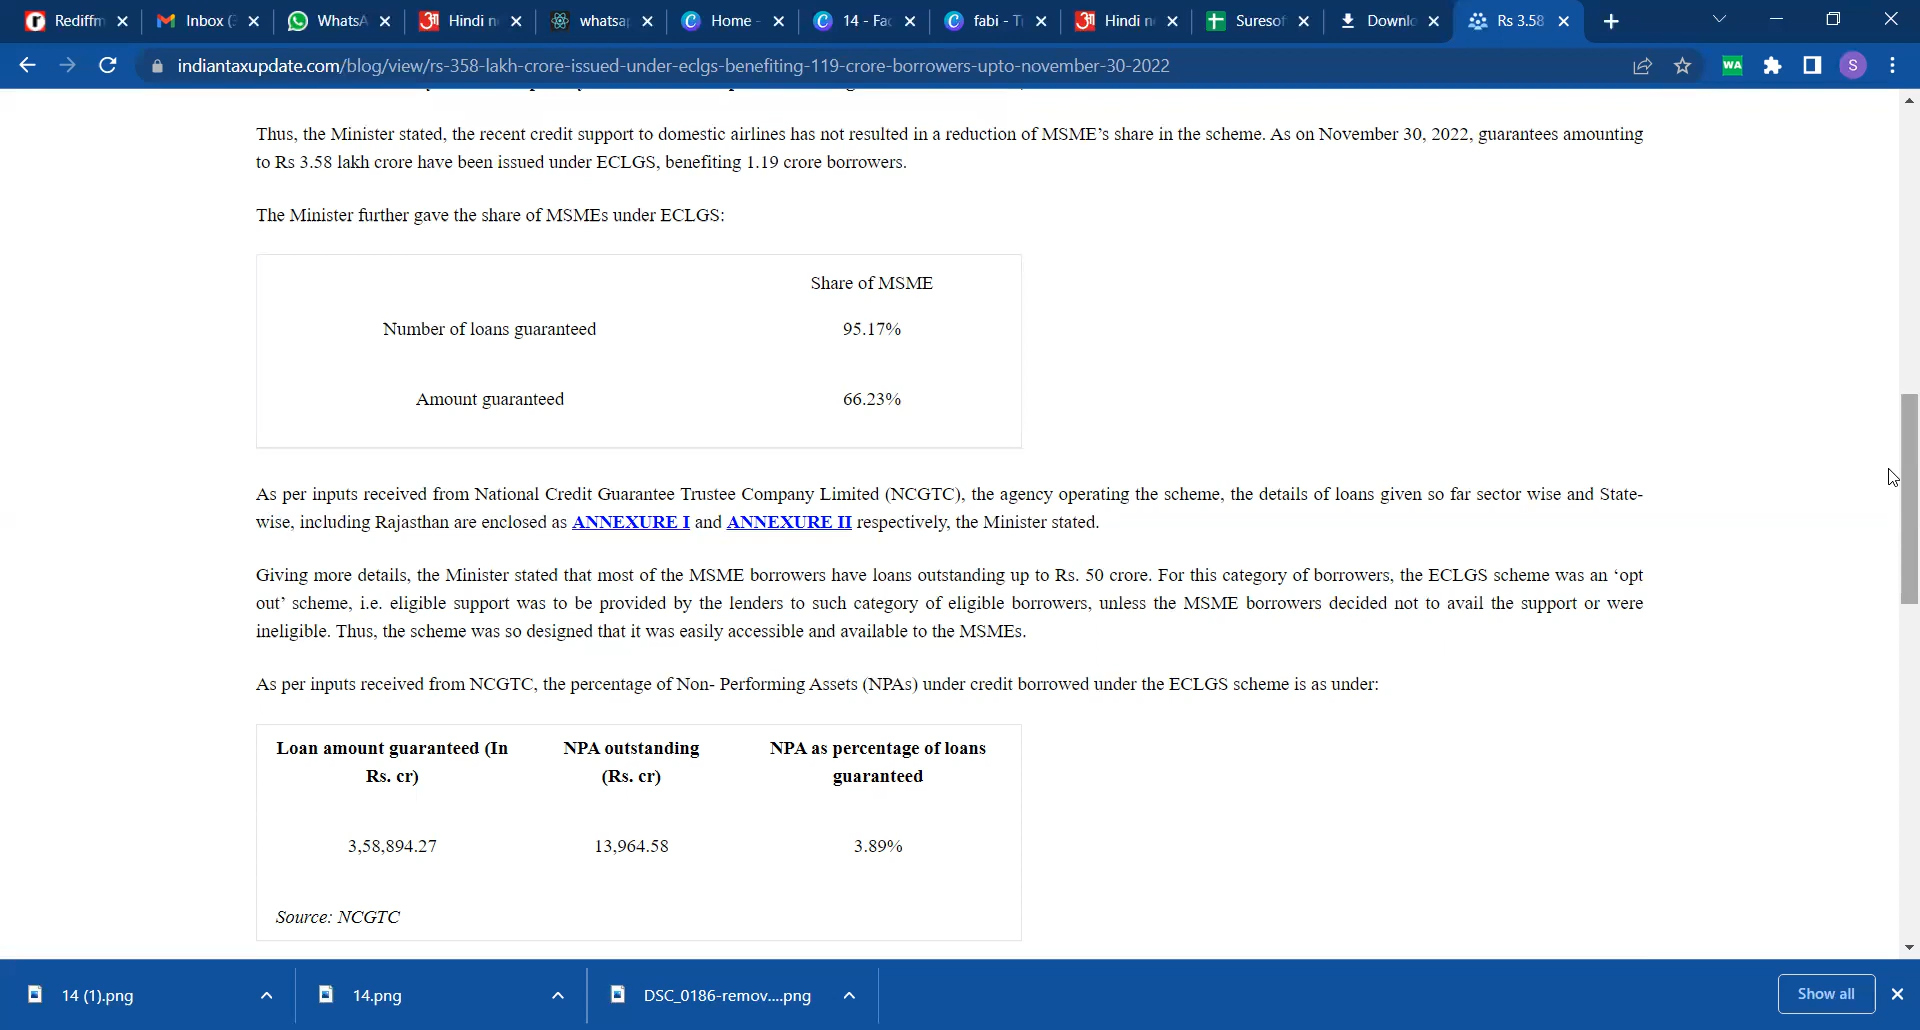 Rediffm
Inbox (
WhatsA
Hindi n
whatsap
Home -
14 - Fac
fabi - T
Hindi n
Suresof
Downlo
Rs 3.58
indiantaxupdate.com/blog/view/rs-358-lakh-crore-issued-under-eclgs-benefiting-119-crore-borrowers-upto-november-30-2022
WA
S
Thus, the Minister stated, the recent credit support to domestic airlines has not resulted in a reduction of MSME’s share in the scheme. As on November 30, 2022, guarantees amounting
to Rs 3.58 lakh crore have been issued under ECLGS, benefiting 1.19 crore borrowers.
The Minister further gave the share of MSMEs under ECLGS:
Share of MSME
Number of loans guaranteed 95.17%
Amount guaranteed 66.23%
As per inputs received from National Credit Guarantee Trustee Company Limited (NCGTC), the agency operating the scheme, the details of loans given so far sector wise and State-
wise, including Rajasthan are enclosed as ANNEXURE I and ANNEXURE II respectively, the Minister stated.
Giving more details, the Minister stated that most of the MSME borrowers have loans outstanding up to Rs. 50 crore. For this category of borrowers, the ECLGS scheme was an ‘opt
out’ scheme, i.e. eligible support was to be provided by the lenders to such category of eligible borrowers, unless the MSME borrowers decided not to avail the support or were
ineligible. Thus, the scheme was so designed that it was easily accessible and available to the MSMEs.
As per inputs received from NCGTC, the percentage of Non- Performing Assets (NPAs) under credit borrowed under the ECLGS scheme is as under:
Loan amount guaranteed (In NPA outstanding NPA as percentage of loans
Rs. cr) (Rs. cr) guaranteed
3,58,894.27 13,964.58 3.89%
Source: NCGTC
14 (1).png
14.png
DSC_0186-remov....png
Show all